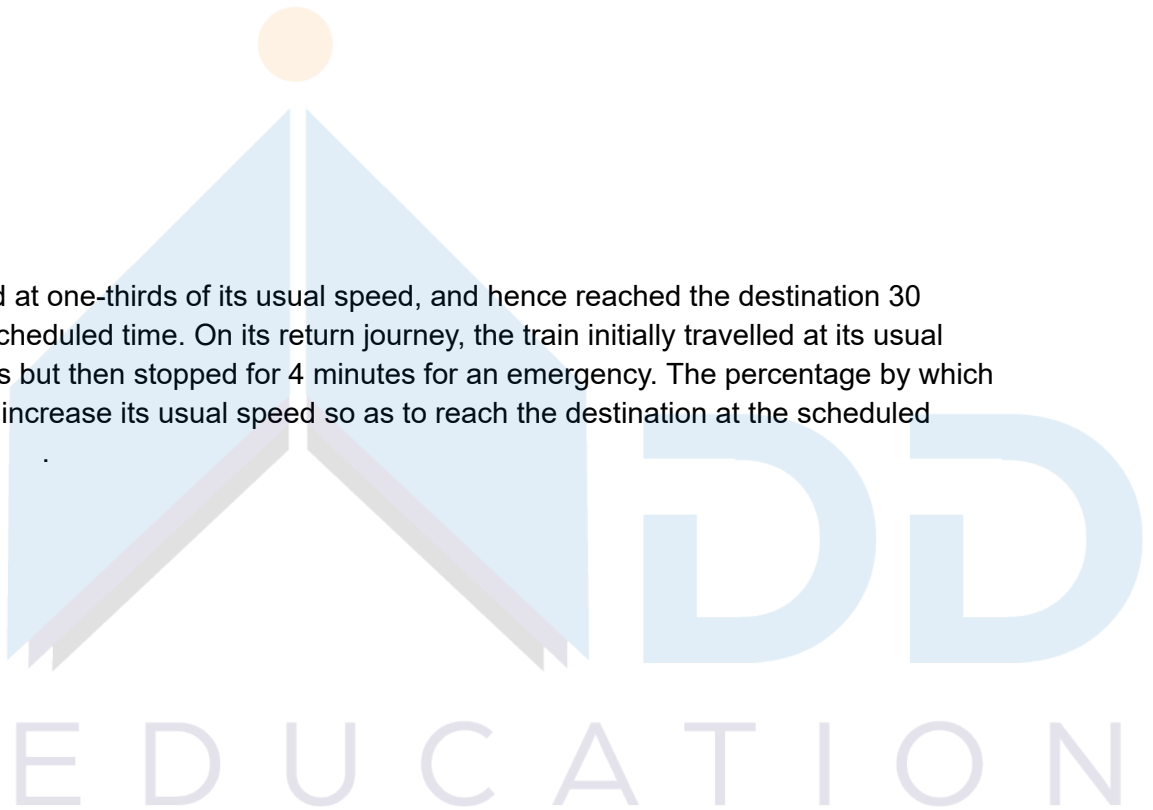 d at one-thirds of its usual speed, and hence reached the destination 30
cheduled time. On its return journey, the train initially travelled at its usual
s but then stopped for 4 minutes for an emergency. The percentage by which
increase its usual speed so as to reach the destination at the scheduled
.
DD
EDUCATION